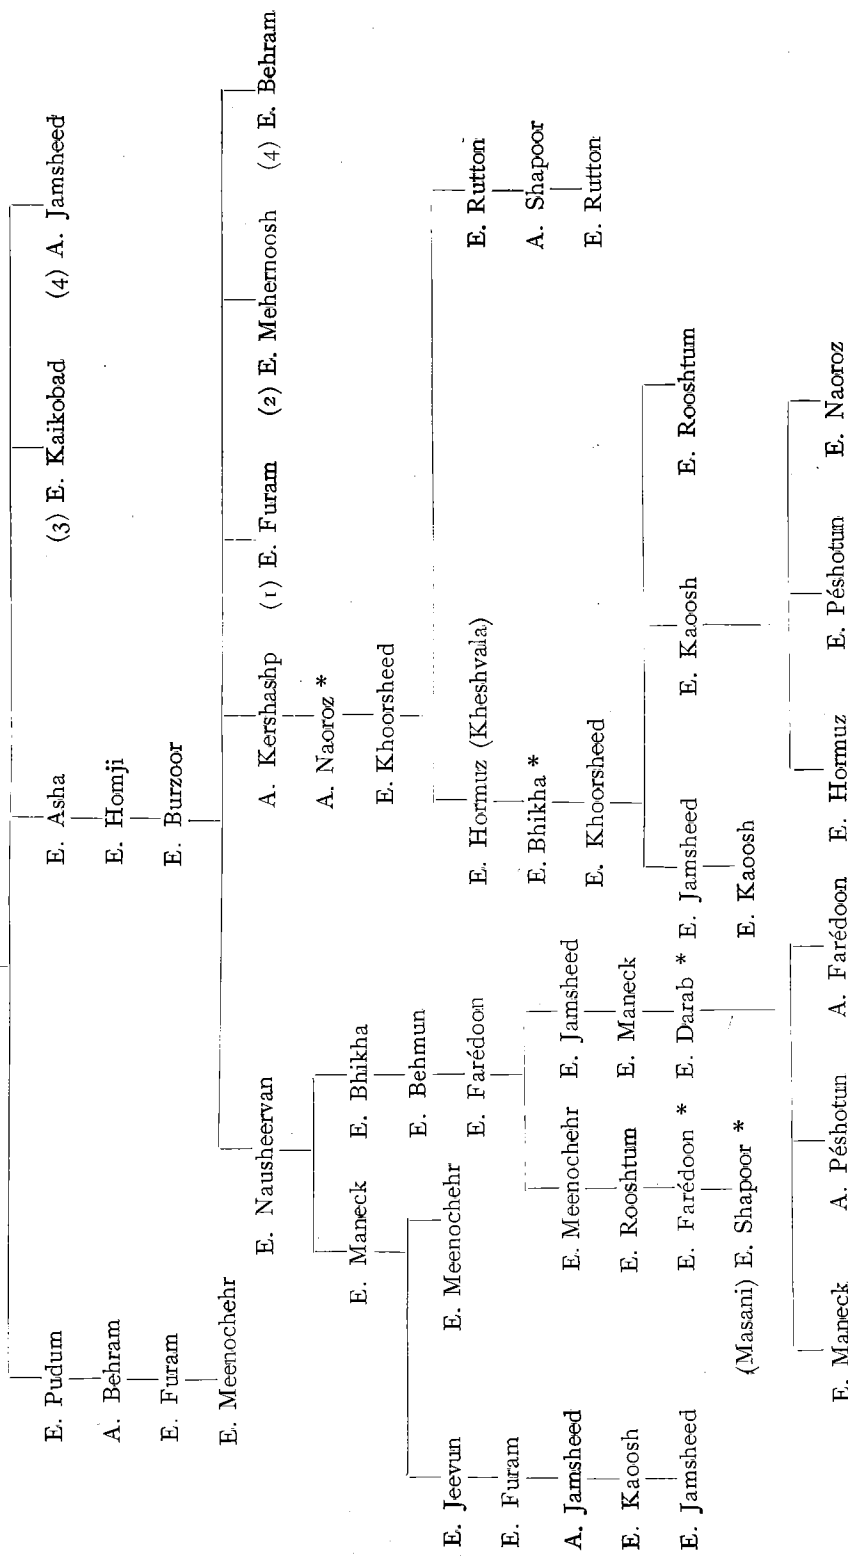 E. Pudum
E. Asha
(3) E. Kaikobad
(4) A. Jamsheed
A. Behram
E. Homji
E. Furam
E. Burzoor
E. Meenochehr
E. Nausheervan
A. Kershashp
(1) E. Furam
(2) E. Mehernoosh
(4) E. Behram
A. Naoroz *
E. Maneck
E. Bhikha
E. Khoorsheed
E. Behmun
E. Jeevun
E. Meenochehr
E. Farédoon
E. Hormuz (Kheshvala)
E. Rutton
E. Furam
E. Bhikha *
A. Shapoor
A. Jamsheed
E. Meenochehr
E. Jamsheed
E. Khoorsheed
E. Rutton
E. Kaoosh
E. Rooshtum
E. Maneck
E. Jamsheed
E. Farédoon *
E. Darab *
E. Jamsheed
E. Kaoosh
E. Rooshtum
(Masani) E. Shapoor *
E. Kaoosh
E. Maneck
A. Péshotun
A. Farédoon
E. Hormuz
E. Péshotun
E. Naoroz